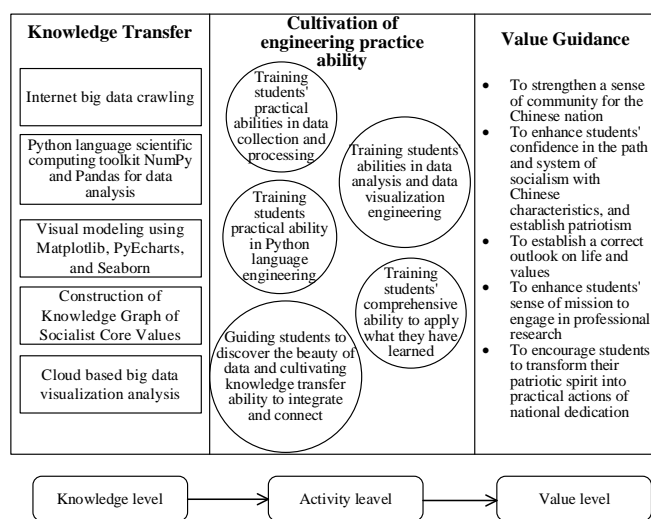 Knowledge Transfer
Internet big data crawling
Python language scientific
computing toolkit NumPy
and Pandas for data
analysis
Visual modeling using
Matplotlib, PyEcharts,
and Seaborn
Construction of
Knowledge Graph of
Socialist Core Values
Cloud based big data
visualization analysis
Cultivation of
engineering practice
ability
Training
students'
practical
abilities in data
collection and
processing
Training students'
abilities in data
analysis and data
visualization
engineering
Training
students
practical ability
in Python
language
engineering
Training
students'
comprehensive
ability to apply
what they have
learned
Guiding students to
discover the beauty of
data and cultivating
knowledge transfer
ability to integrate
and connect
Value Guidance
• To strengthen a sense
of community for the
Chinese nation
• To enhance students'
confidence in the path
and system of
socialism with
Chinese
characteristics, and
establish patriotism
• To establish a correct
outlook on life and
values
• To enhance students'
sense of mission to
engage in professional
research
• To encourage students
to transform their
patriotic spirit into
practical actions of
national dedication
Knowledge level
Activity leavel
Value level